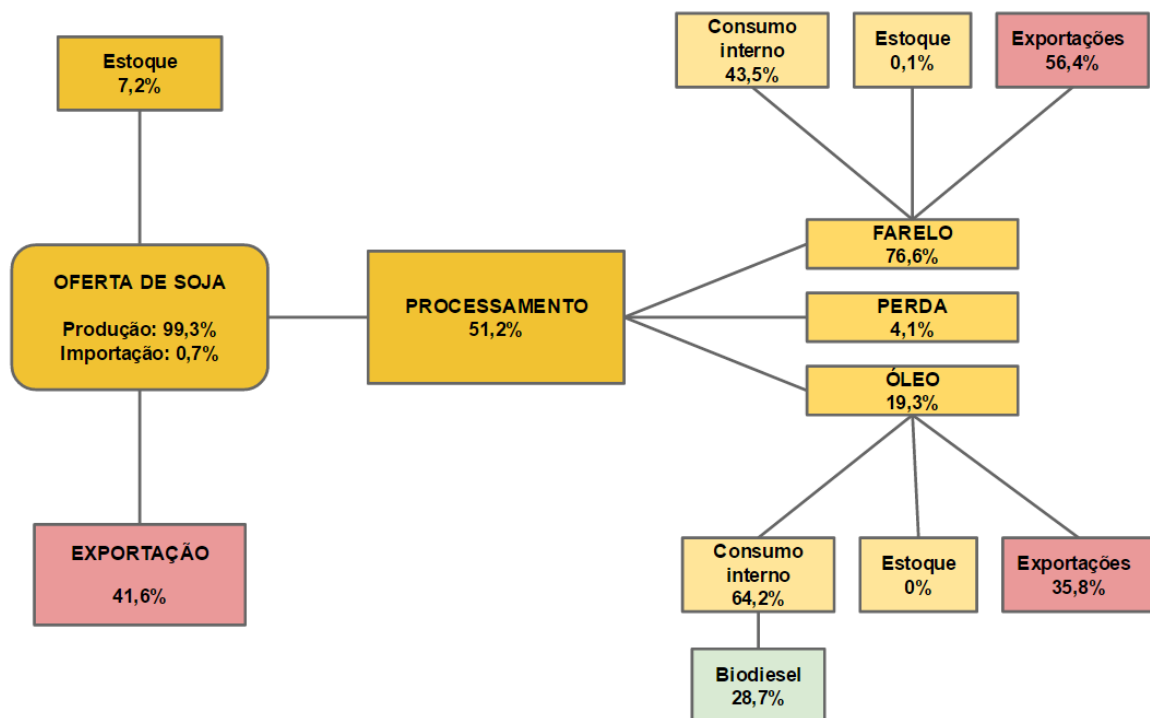 Estoque
7,2%
OFERTA DE SOJA
Produção: 99,3%
Importação: 0,7%
EXPORTAÇÃO
41,6%
PROCESSAMENTO
51,2%
Consumo
interno
43,5%
Estoque
0,1%
Exportações
56,4%
FARELO
76,6%
PERDA
4,1%
ÓLEO
19,3%
Consumo
interno
64,2%
Estoque
0%
Exportações
35,8%
Biodiesel
28,7%